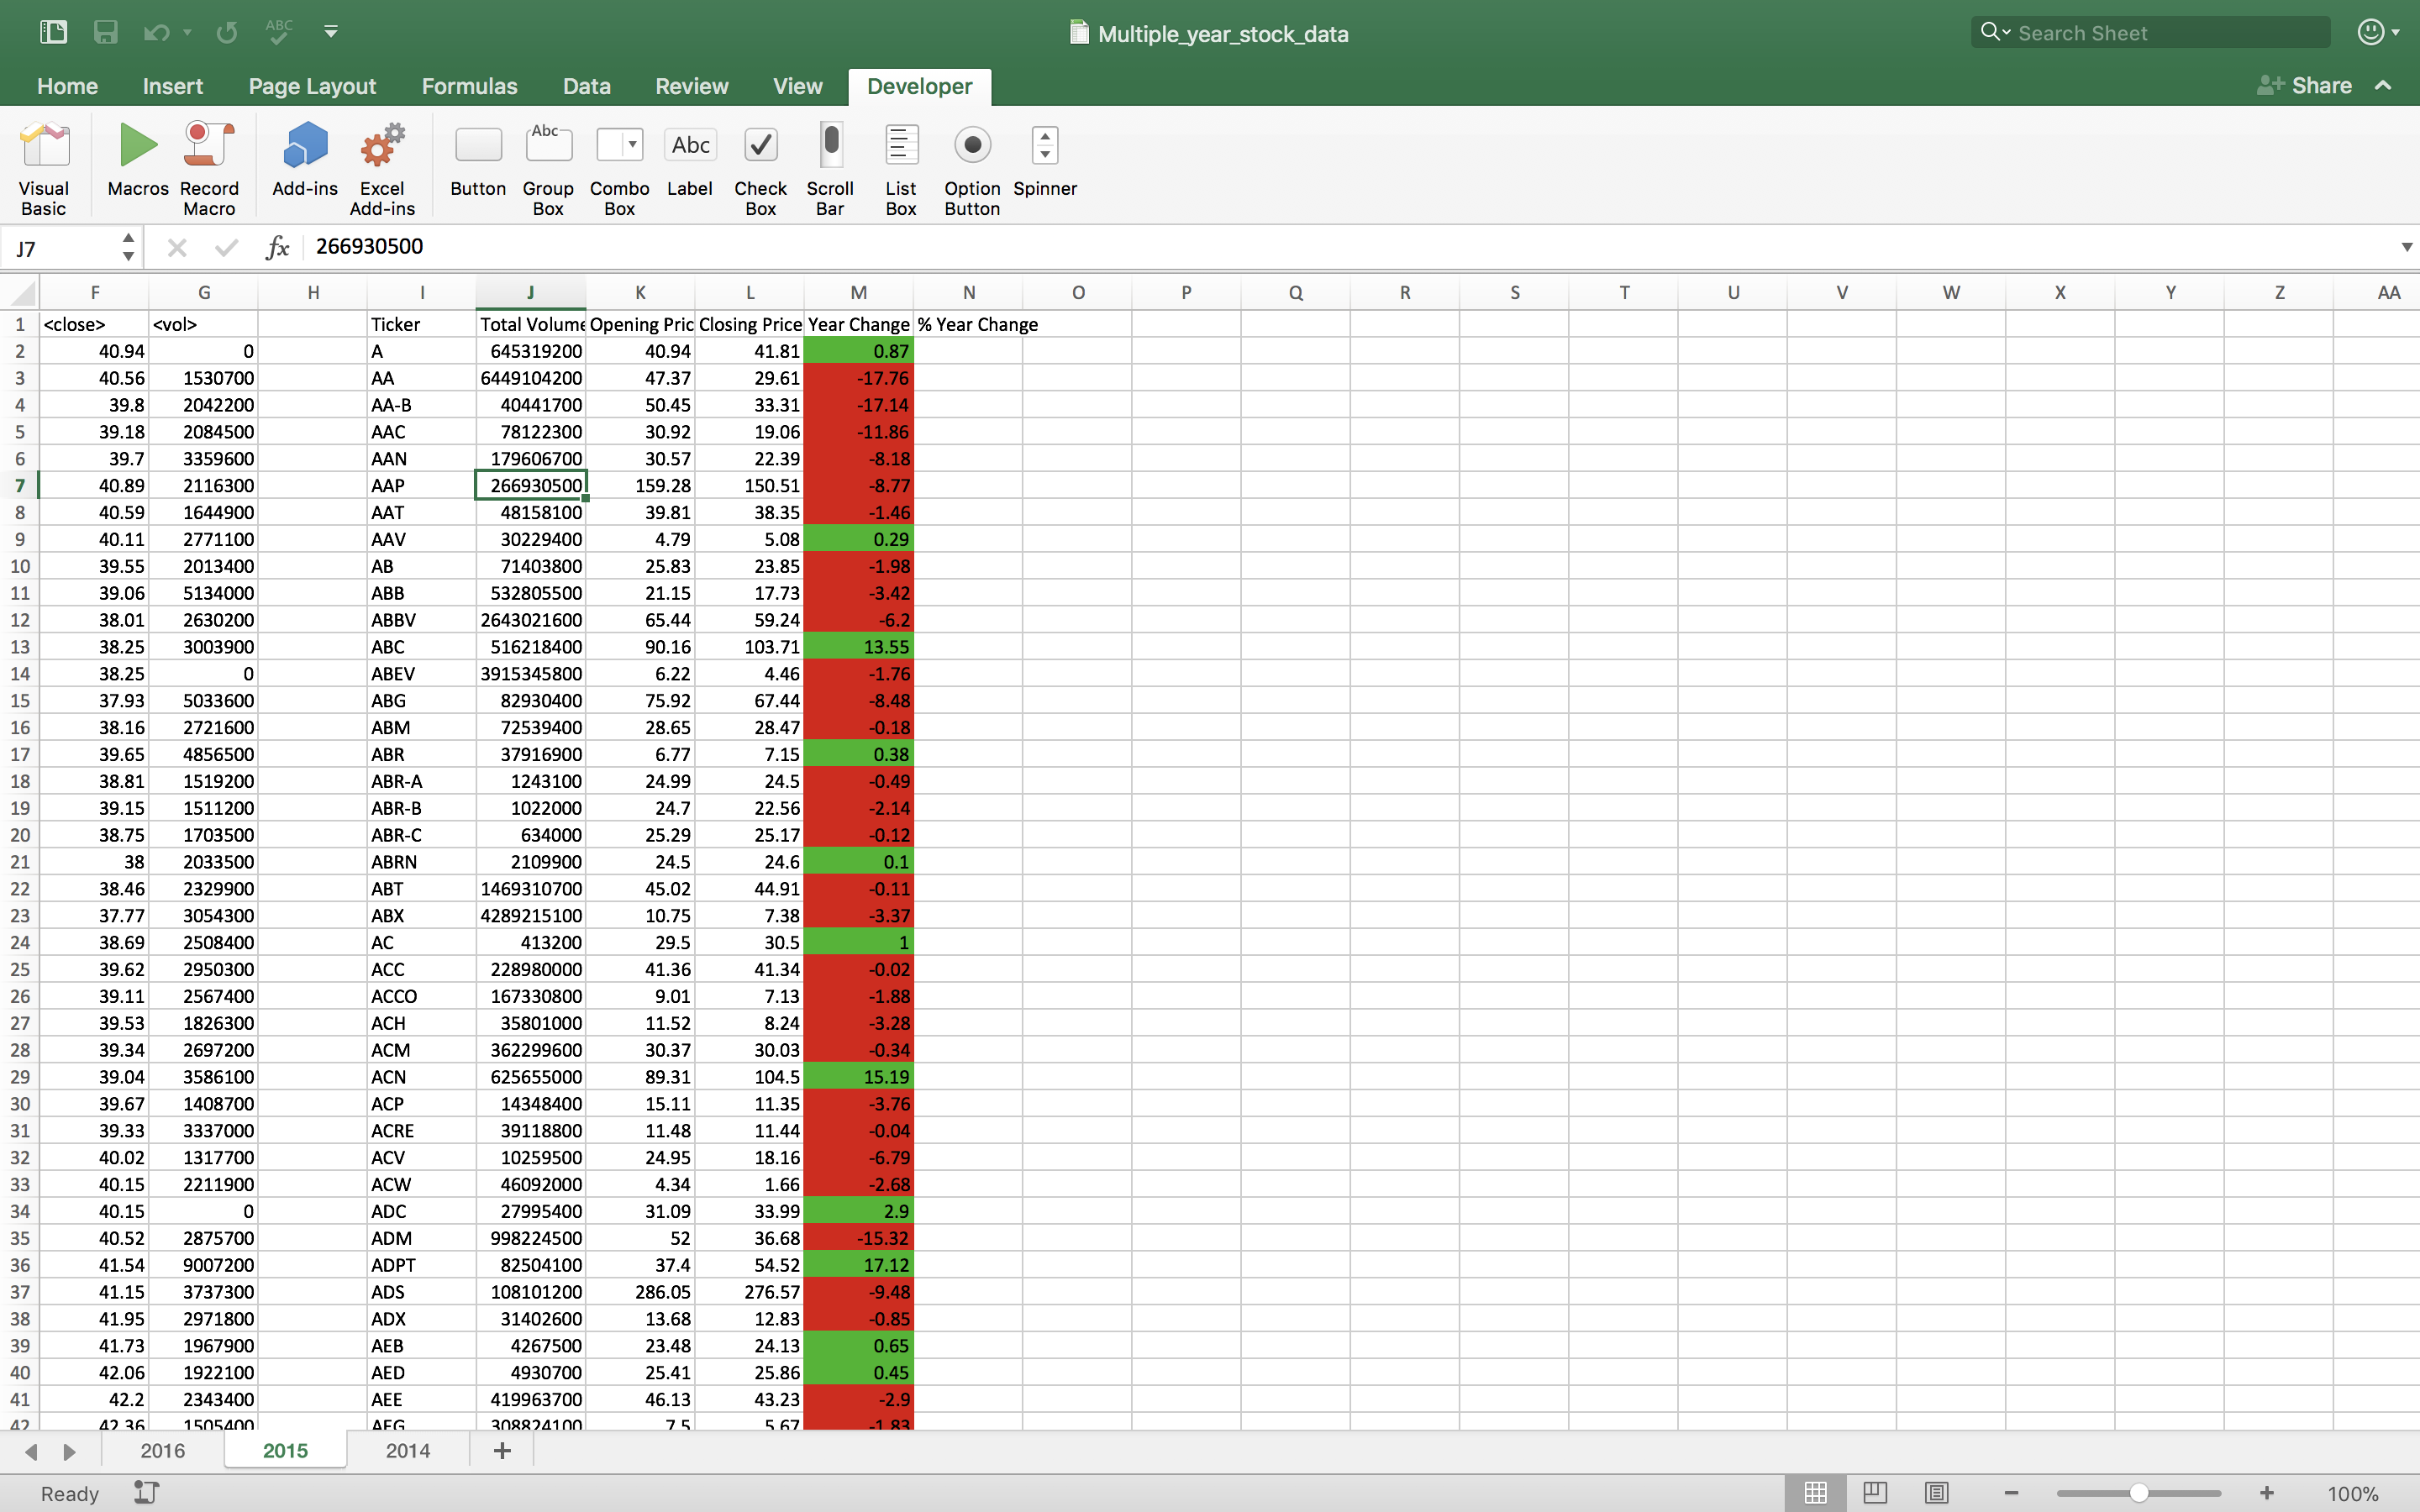 ABC
Multiple_year_stock_data
Search Sheet
Home Insert Page Layout Formulas Data Review View Developer Share
Visual Basic Macros Record Macro Add-ins Excel Add-ins Button Abc Group Box Combo Box Abc Label Check Box Scroll Bar List Box Option Button Spinner
J7 fx 266930500
F G H I J K L M N O P Q R S T U V W X Y Z AA
1 <close> <vol> Ticker Total Volume Opening Pric Closing Price Year Change % Year Change
2 40.94 0 A 645319200 40.94 41.81 0.87
3 40.56 1530700 AA 6449104200 47.37 29.61 -17.76
4 39.8 2042200 AA-B 40441700 50.45 33.31 -17.14
5 39.18 2084500 AAC 78122300 30.92 19.06 -11.86
6 39.7 3359600 AAN 179606700 30.57 22.39 -8.18
7 40.89 2116300 AAP 266930500 159.28 150.51 -8.77
8 40.59 1644900 AAT 48158100 39.81 38.35 -1.46
9 40.11 2771100 AAV 30229400 4.79 5.08 0.29
10 39.55 2013400 AB 71403800 25.83 23.85 -1.98
11 39.06 5134000 ABB 532805500 21.15 17.73 -3.42
12 38.01 2630200 ABBV 2643021600 65.44 59.24 -6.2
13 38.25 3003900 ABC 516218400 90.16 103.71 13.55
14 38.25 0 ABEV 3915345800 6.22 4.46 -1.76
15 37.93 5033600 ABG 82930400 75.92 67.44 -8.48
16 38.16 2721600 ABM 72539400 28.65 28.47 -0.18
17 39.65 4856500 ABR 37916900 6.77 7.15 0.38
18 38.81 1519200 ABR-A 1243100 24.99 24.5 -0.49
19 39.15 1511200 ABR-B 1022000 24.7 22.56 -2.14
20 38.75 1703500 ABR-C 634000 25.29 25.17 -0.12
21 38 2033500 ABRN 2109900 24.5 24.6 0.1
22 38.46 2329900 ABT 1469310700 45.02 44.91 -0.11
23 37.77 3054300 ABX 4289215100 10.75 7.38 -3.37
24 38.69 2508400 AC 413200 29.5 30.5 1
25 39.62 2950300 ACC 228980000 41.36 41.34 -0.02
26 39.11 2567400 ACCO 167330800 9.01 7.13 -1.88
27 39.53 1826300 ACH 35801000 11.52 8.24 -3.28
28 39.34 2697200 ACM 362299600 30.37 30.03 -0.34
29 39.04 3586100 ACN 625655000 89.31 104.5 15.19
30 39.67 1408700 ACP 14348400 15.11 11.35 -3.76
31 39.33 3337000 ACRE 39118800 11.48 11.44 -0.04
32 40.02 1317700 ACV 10259500 24.95 18.16 -6.79
33 40.15 2211900 ACW 46092000 4.34 1.66 -2.68
34 40.15 0 ADC 27995400 31.09 33.99 2.9
35 40.52 2875700 ADM 998224500 52 36.68 -15.32
36 41.54 9007200 ADPT 82504100 37.4 54.52 17.12
37 41.15 3737300 ADS 108101200 286.05 276.57 -9.48
38 41.95 2971800 ADX 31402600 13.68 12.83 -0.85
39 41.73 1967900 AEB 4267500 23.48 24.13 0.65
40 42.06 1922100 AED 4930700 25.41 25.86 0.45
41 42.2 2343400 AEE 419963700 46.13 43.23 -2.9
42 42.36 1505400 AEG 308824100 7.5 5.67 -1.83
2016 2015 2014 +
Ready 100%